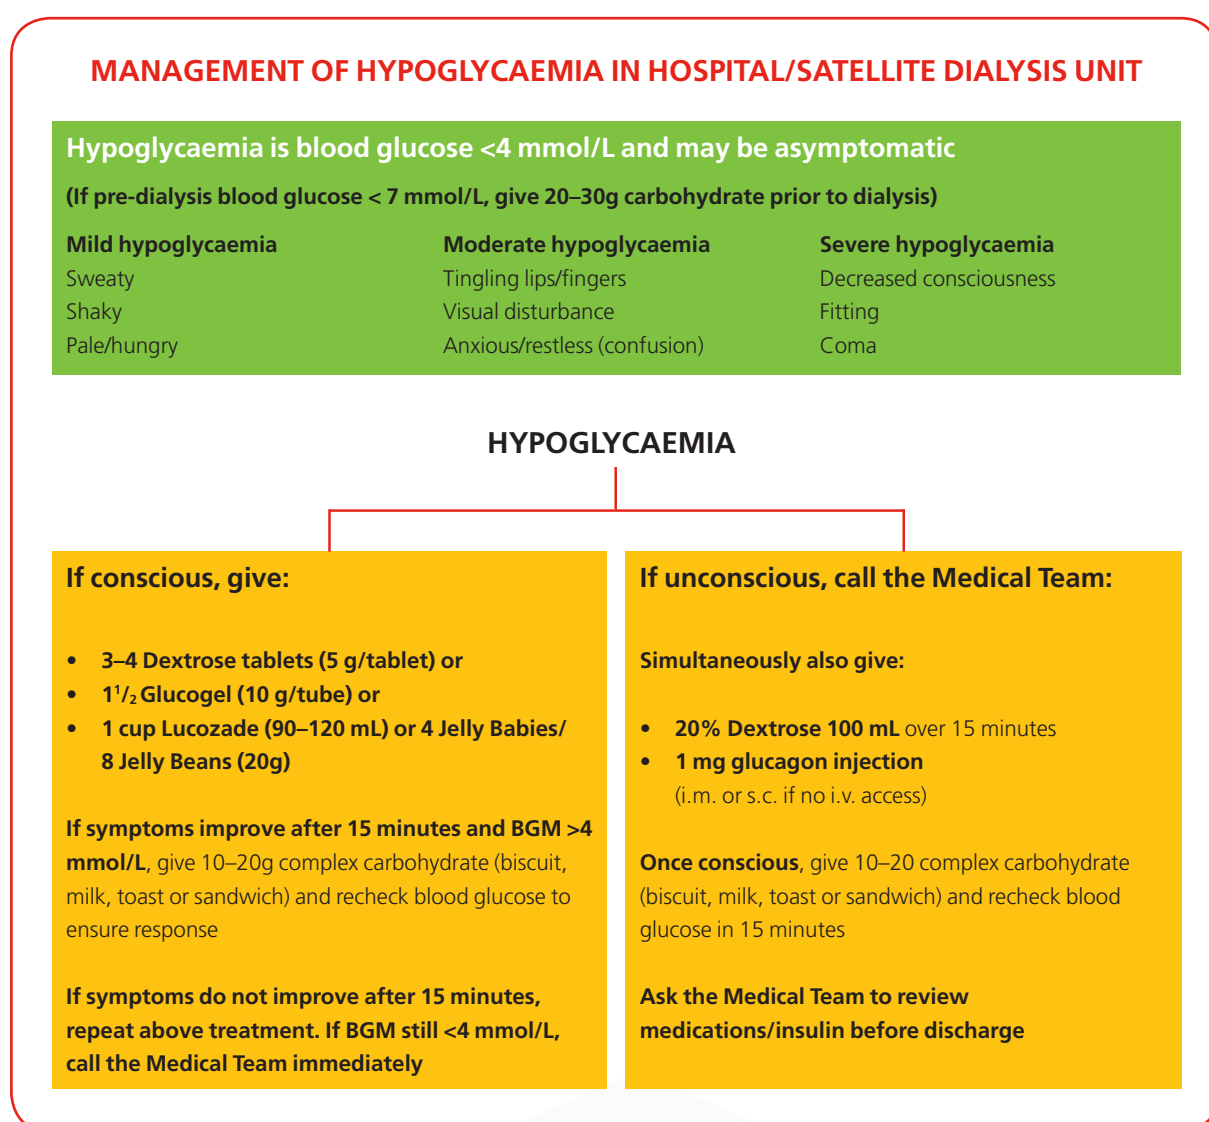 MANAGEMENT OF HYPOGLYCAEMIA IN HOSPITAL/SATELLITE DIALYSIS UNIT
Hypoglycaemia is blood glucose <4 mmol/L and may be asymptomatic
(If pre-dialysis blood glucose < 7 mmol/L, give 20–30g carbohydrate prior to dialysis)
Mild hypoglycaemia
Sweaty
Shaky
Pale/hungry
Moderate hypoglycaemia
Tingling lips/fingers
Visual disturbance
Anxious/restless (confusion)
Severe hypoglycaemia
Decreased consciousness
Fitting
Coma
HYPOGLYCAEMIA
If conscious, give:
• 3–4 Dextrose tablets (5 g/tablet) or
• 1¹/₂ Glucogel (10 g/tube) or
• 1 cup Lucozade (90–120 mL) or 4 Jelly Babies/
8 Jelly Beans (20g)
If symptoms improve after 15 minutes and BGM >4
mmol/L, give 10–20g complex carbohydrate (biscuit,
milk, toast or sandwich) and recheck blood glucose to
ensure response
If symptoms do not improve after 15 minutes,
repeat above treatment. If BGM still <4 mmol/L,
call the Medical Team immediately
If unconscious, call the Medical Team:
Simultaneously also give:
• 20% Dextrose 100 mL over 15 minutes
• 1 mg glucagon injection
(i.m. or s.c. if no i.v. access)
Once conscious, give 10–20 complex carbohydrate
(biscuit, milk, toast or sandwich) and recheck blood
glucose in 15 minutes
Ask the Medical Team to review
medications/insulin before discharge